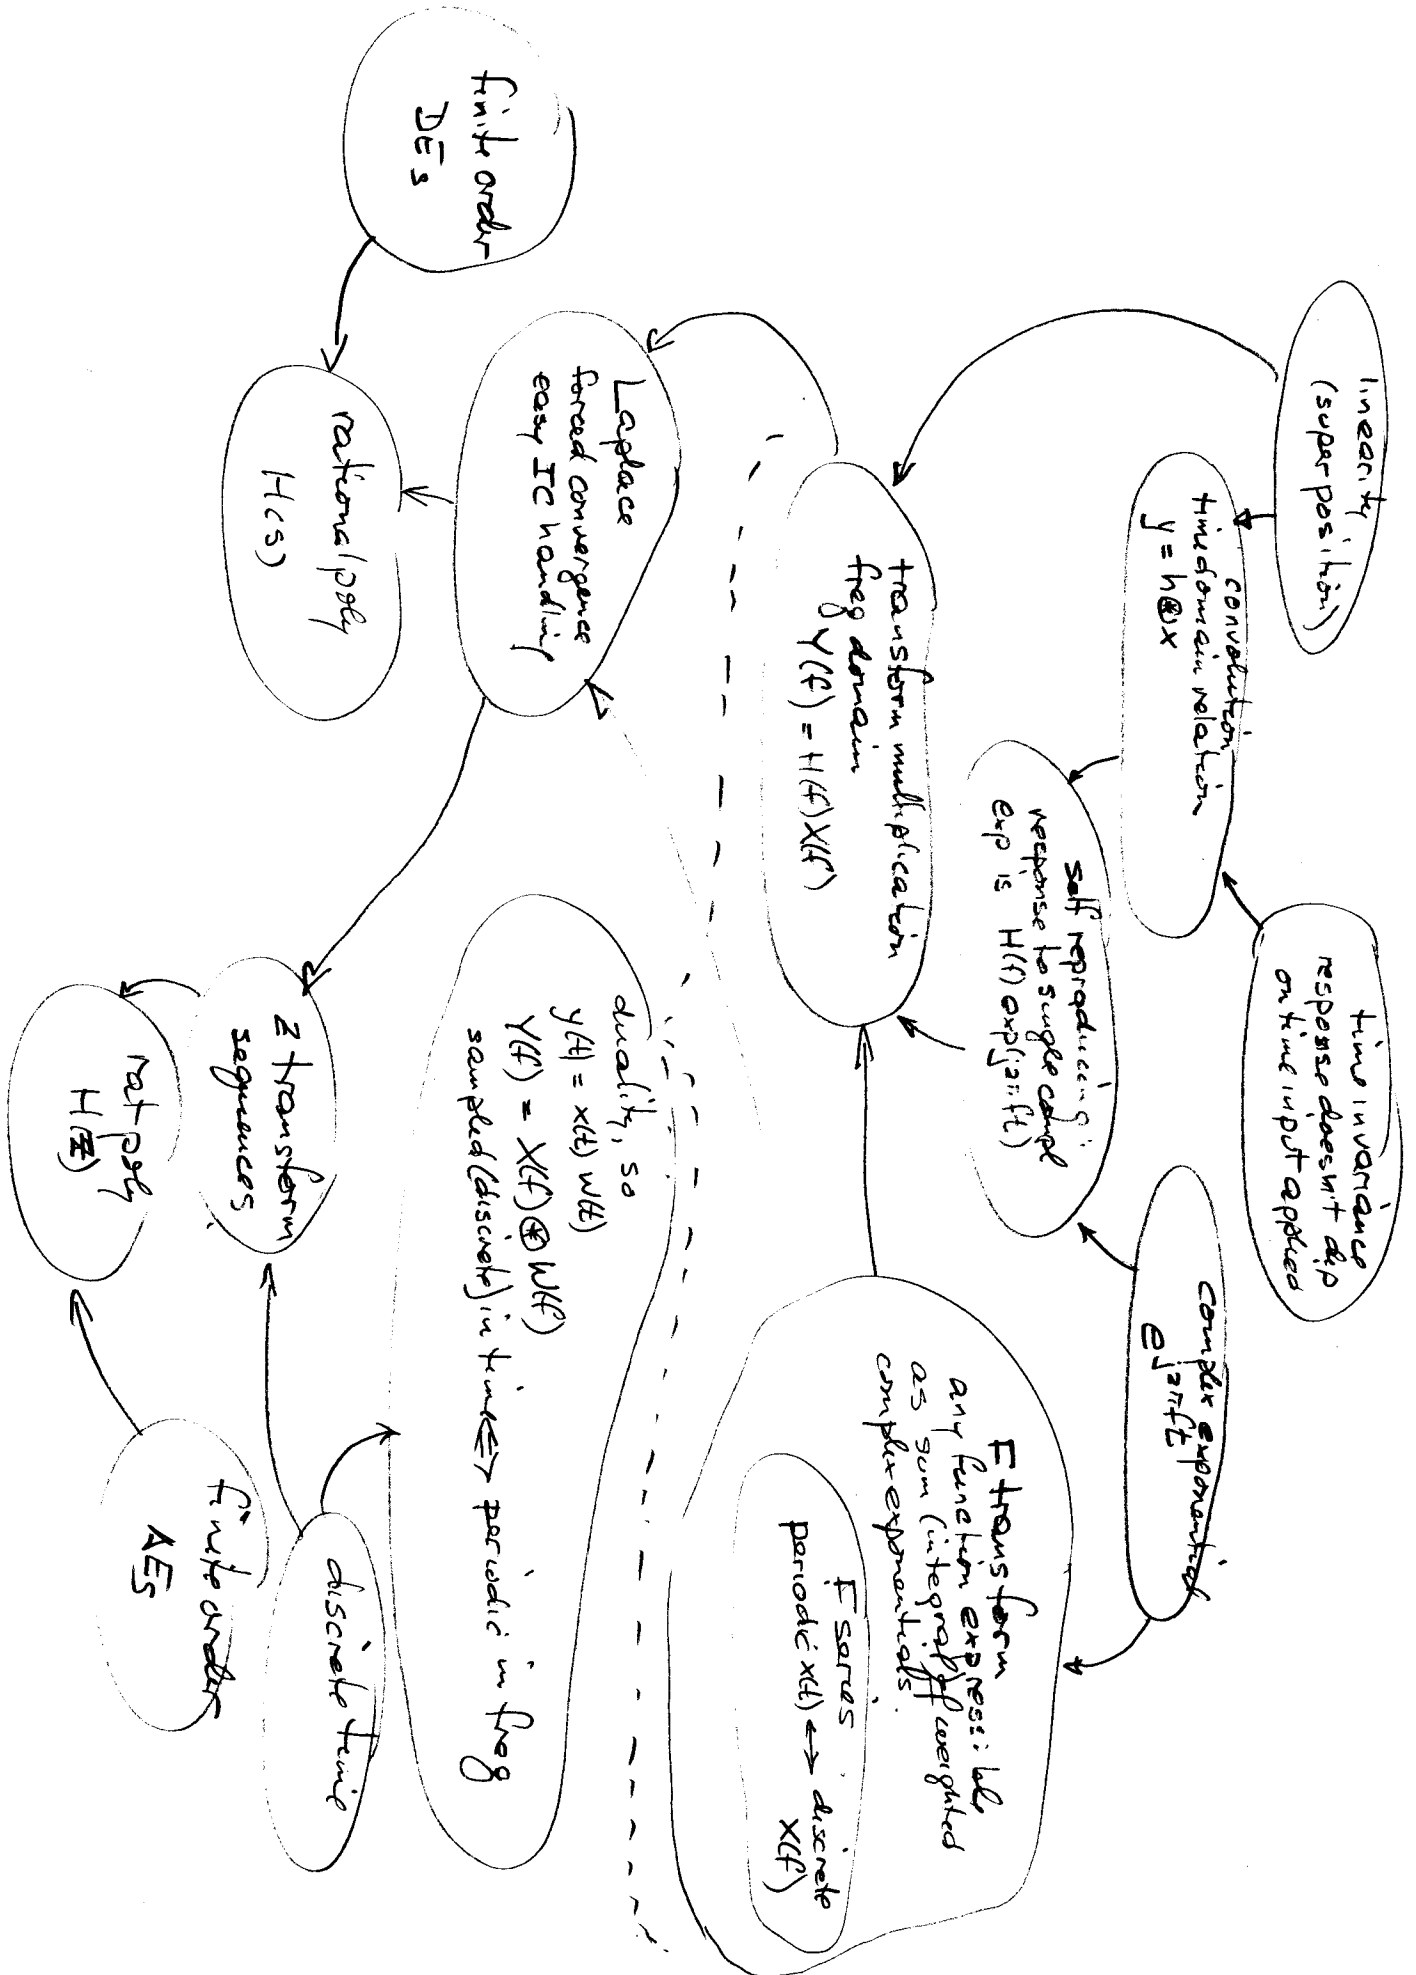 linearity
(superposition)
time invariance
response doesn't dep
on time input applied
complex exponential
e^j2πft
convolution
time domain relation
y = h⊛x
self reproducing:
response to single compl
exp is H(f) exp(j2πft)
F transform
any function expressible
as sum (integral) of weighted
complex exponentials.
F series
periodic x(t) ↔ discrete
X(f)
transform multiplication
freq domain
Y(f) = H(f)X(f)
Laplace
forced convergence
easy IC handling
duality, so
y(t) = x(t) w(t)
Y(f) = X(f) ⊛ W(f)
sampled (discrete) in time ↔ periodic in freq
finite order
DEs
rational poly
H(s)
z transform
sequences
discrete time
rat poly
H(z)
finite order
ΔEs